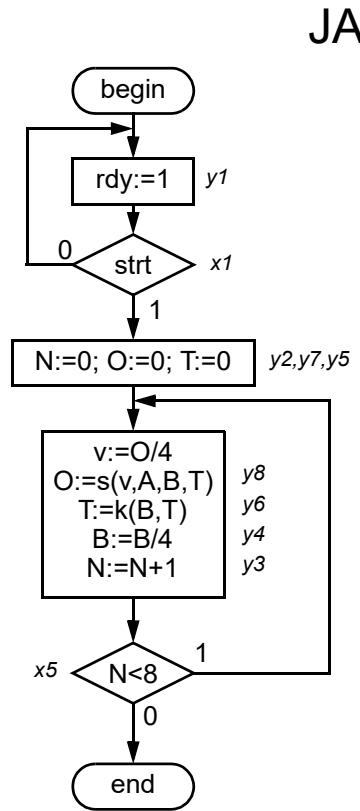 JA
begin
rdy:=1 y1
0 strt x1
1
N:=0; O:=0; T:=0 y2,y7,y5
v:=O/4
O:=s(v,A,B,T) y8
T:=k(B,T) y6
B:=B/4 y4
N:=N+1 y3
x5 N<8 1
0
end